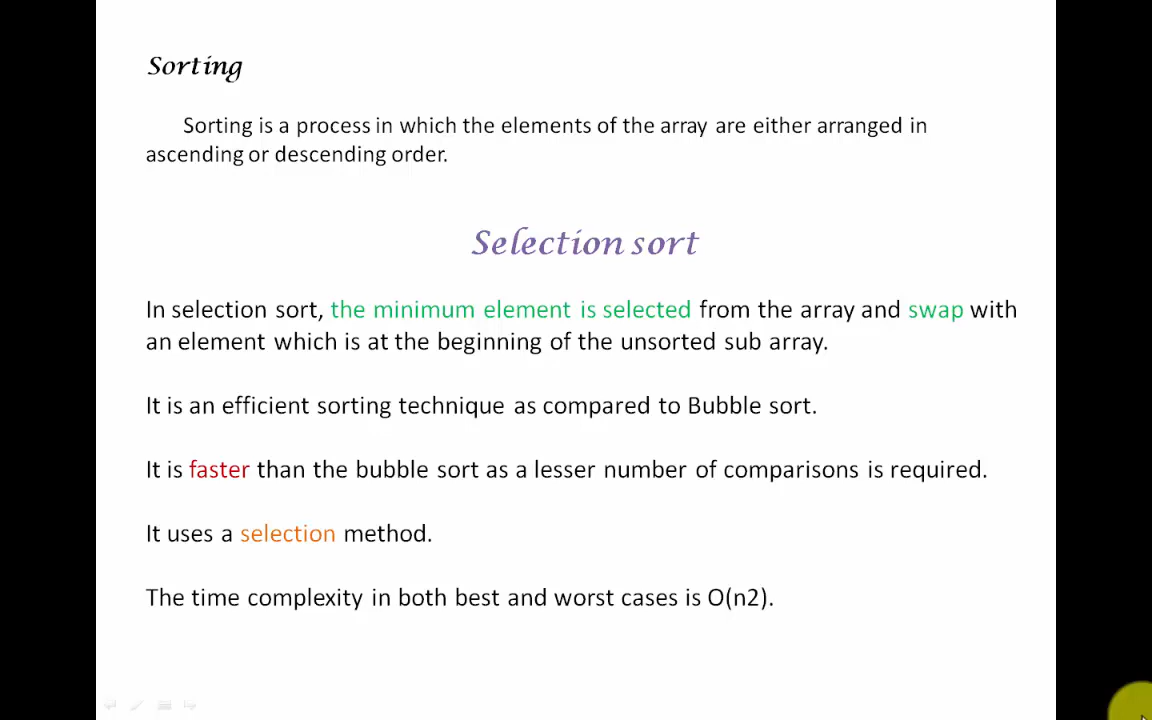 Sorting
Sorting is a process in which the elements of the array are either arranged in
ascending or descending order.
Selection sort
In selection sort, the minimum element is selected from the array and swap with
an element which is at the beginning of the unsorted sub array.
It is an efficient sorting technique as compared to Bubble sort.
It is faster than the bubble sort as a lesser number of comparisons is required.
It uses a selection method.
The time complexity in both best and worst cases is O(n2).